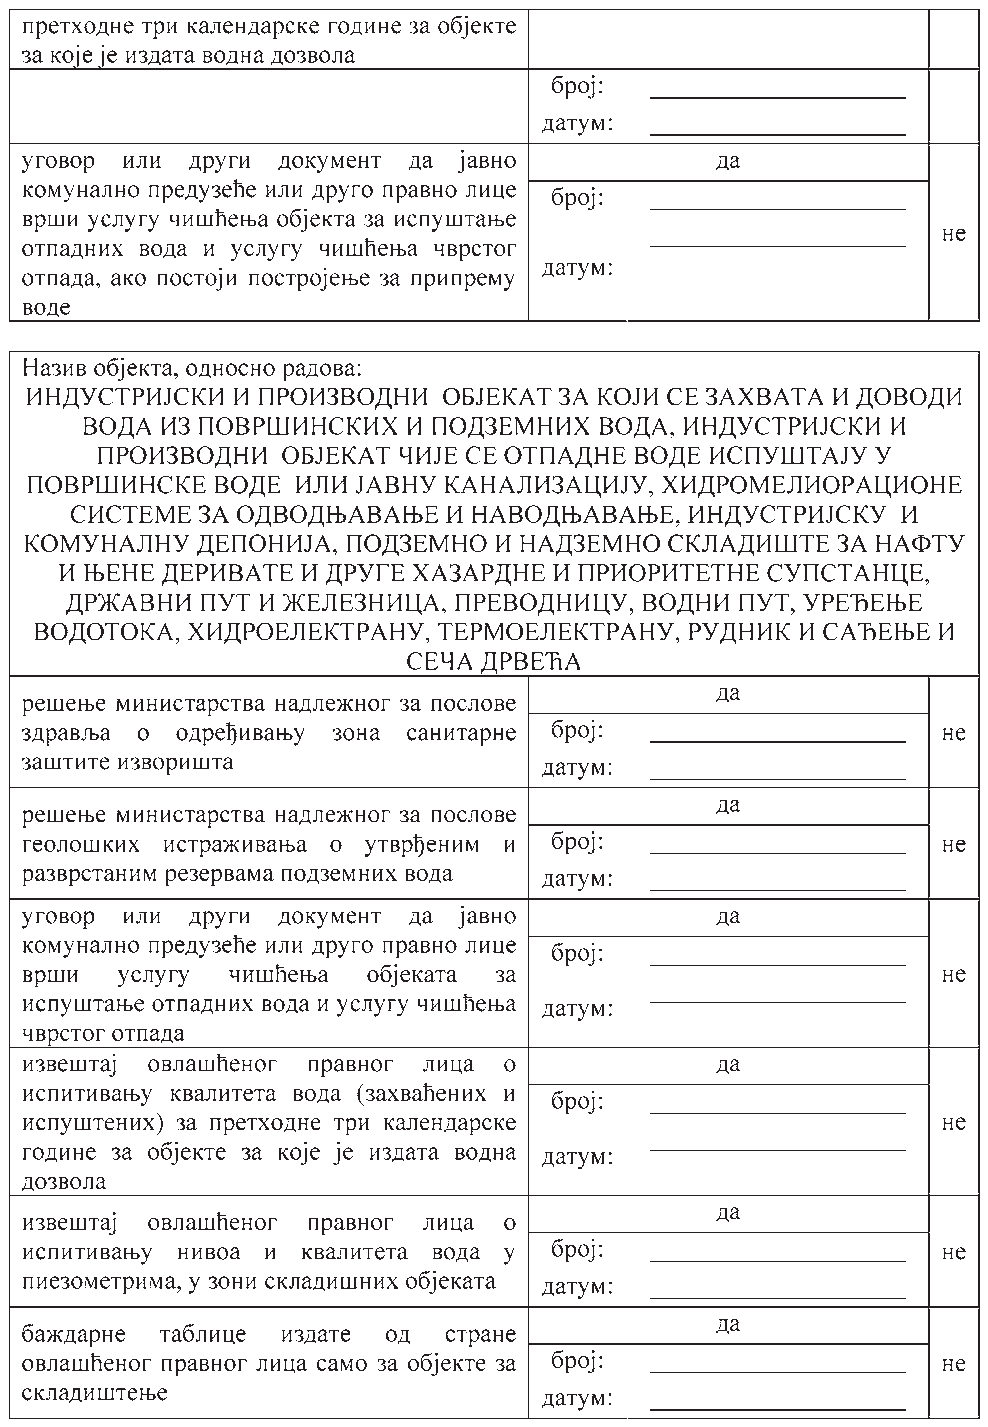 претходне три календарске године за објекте
за које је издата водна дозвола
број:
датум:
уговор или други документ да јавно
комунално предузеће или друго правно лице
врши услугу чишћења објекта за испуштање
отпадних вода и услугу чишћења чврстог
отпада, ако постоји постројење за припрему
воде
да
број:
датум:
не
Назив објекта, односно радова:
ИНДУСТРИЈСКИ И ПРОИЗВОДНИ ОБЈЕКАТ ЗА КОЈИ СЕ ЗАХВАТА И ДОВОДИ
ВОДА ИЗ ПОВРШИНСКИХ И ПОДЗЕМНИХ ВОДА, ИНДУСТРИЈСКИ И
ПРОИЗВОДНИ ОБЈЕКАТ ЧИЈЕ СЕ ОТПАДНЕ ВОДЕ ИСПУШТАЈУ У
ПОВРШИНСКЕ ВОДЕ ИЛИ ЈАВНУ КАНАЛИЗАЦИЈУ, ХИДРОМЕЛИОРАЦИОНЕ
СИСТЕМЕ ЗА ОДВОДЊАВАЊЕ И НАВОДЊАВАЊЕ, ИНДУСТРИЈСКУ И
КОМУНАЛНУ ДЕПОНИЈА, ПОДЗЕМНО И НАДЗЕМНО СКЛАДИШТЕ ЗА НАФТУ
И ЊЕНЕ ДЕРИВАТЕ И ДРУГЕ ХАЗАРДНЕ И ПРИОРИТЕТНЕ СУПСТАНЦЕ,
ДРЖАВНИ ПУТ И ЖЕЛЕЗНИЦА, ПРЕВОДНИЦУ, ВОДНИ ПУТ, УРЕЂЕЊЕ
ВОДОТОКА, ХИДРОЕЛЕКТРАНУ, ТЕРМОЕЛЕКТРАНУ, РУДНИК И САЂЕЊЕ И
СЕЧА ДРВЕЋА
решење министарства надлежног за послове
здравља о одређивању зона санитарне
заштите изворишта
да
број:
датум:
не
решење министарства надлежног за послове
геолошких истраживања о утврђеним и
разврстаним резервама подземних вода
да
број:
датум:
не
уговор или други документ да јавно
комунално предузеће или друго правно лице
врши услугу чишћења објеката за
испуштање отпадних вода и услугу чишћења
чврстог отпада
да
број:
датум:
не
извештај овлашћеног правног лица о
испитивању квалитета вода (захваћених и
испуштених) за претходне три календарске
године за објекте за које је издата водна
дозвола
да
број:
датум:
не
извештај овлашћеног правног лица о
испитивању нивоа и квалитета вода у
пиезометрима, у зони складишних објеката
да
број:
датум:
не
баждарне таблице издате од стране
овлашћеног правног лица само за објекте за
складиштење
да
број:
датум:
не